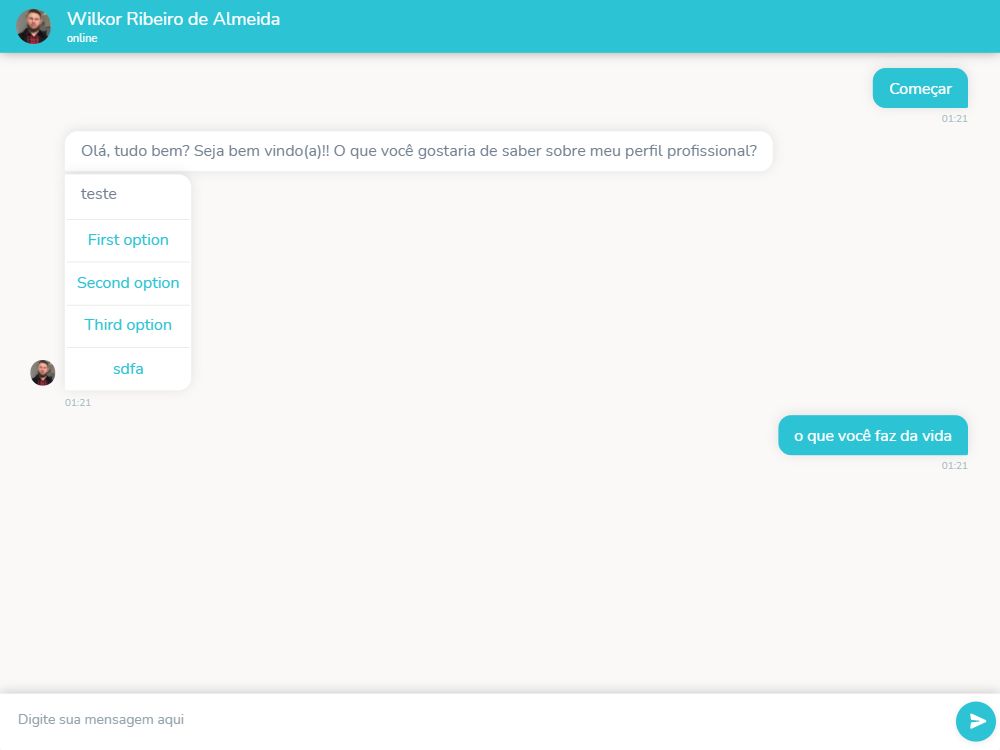 Wilkor Ribeiro de Almeida
online
Começar
01:21
Olá, tudo bem? Seja bem vindo(a)!! O que você gostaria de saber sobre meu perfil profissional?
teste
First option
Second option
Third option
sdfa
01:21
o que você faz da vida
01:21
Digite sua mensagem aqui